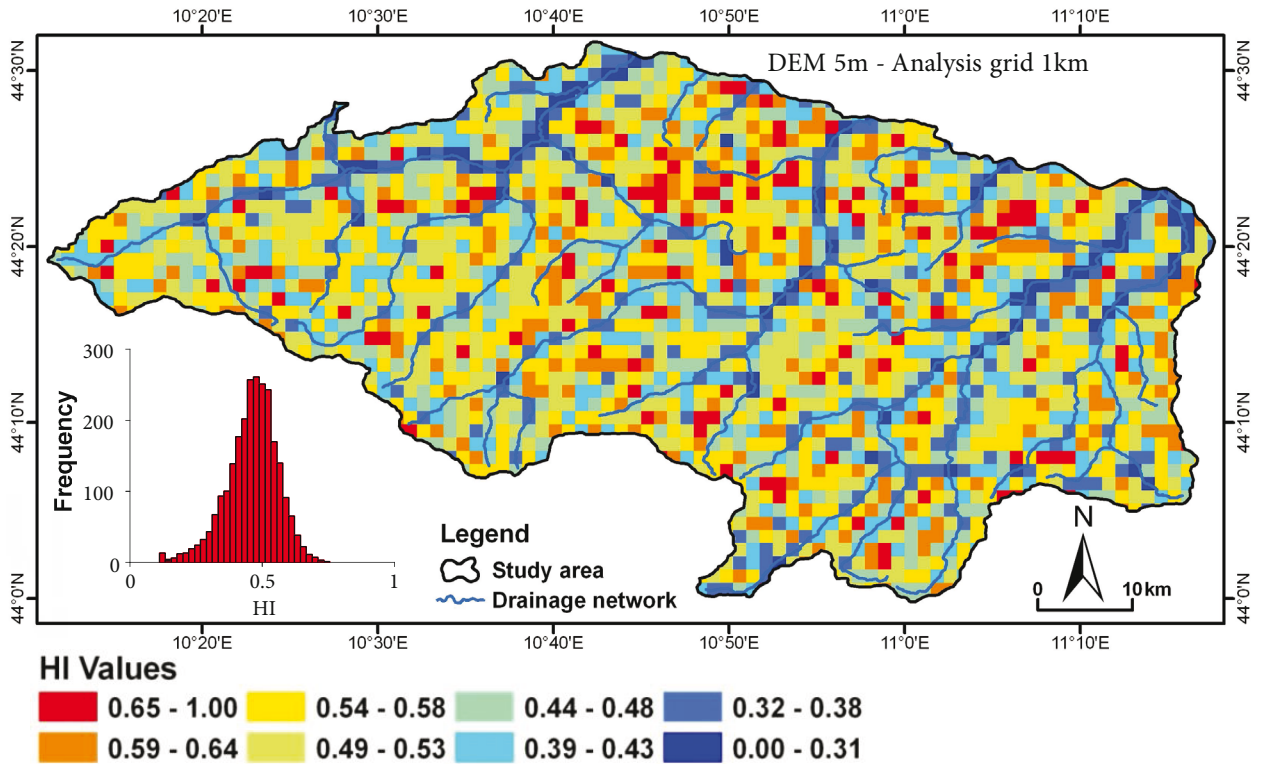 10°20'E 10°30'E 10°40'E 10°50'E 11°0'E 11°10'E
DEM 5m - Analysis grid 1km
44°30'N
44°30'N
44°20'N
44°20'N
44°10'N
44°10'N
44°0'N
44°0'N
300
200
100
0
Frequency
0 0.5 1
HI
Legend
Study area
Drainage network
N
0 10 km
10°20'E 10°30'E 10°40'E 10°50'E 11°0'E 11°10'E
HI Values
0.65 - 1.00 0.54 - 0.58 0.44 - 0.48 0.32 - 0.38
0.59 - 0.64 0.49 - 0.53 0.39 - 0.43 0.00 - 0.31